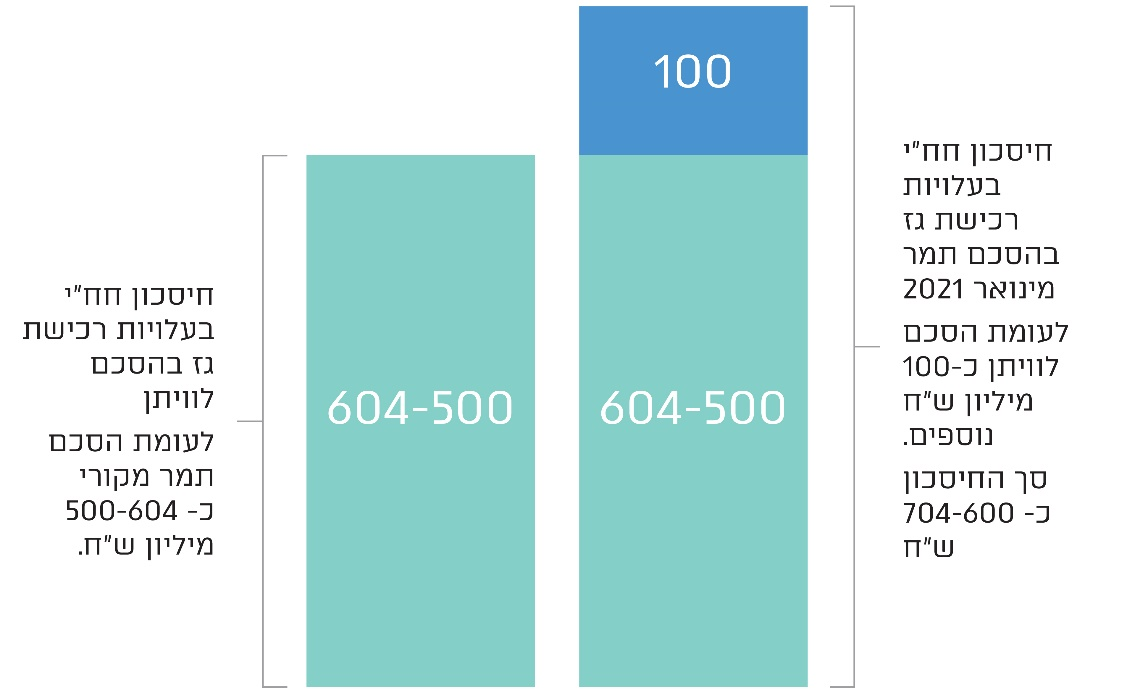 100
604-500
604-500
חיסכון חח"י
בעלויות
רכישת גז
בהסכם תמר
מינואר 2021
לעומת הסכם
לוויתן כ-100
מיליון ש"ח
נוספים.
סך החיסכון
כ- 704-600
ש"ח
חיסכון חח"י
בעלויות רכישת
גז בהסכם
לוויתן
לעומת הסכם
תמר מקורי
כ- 500-604
מיליון ש"ח.